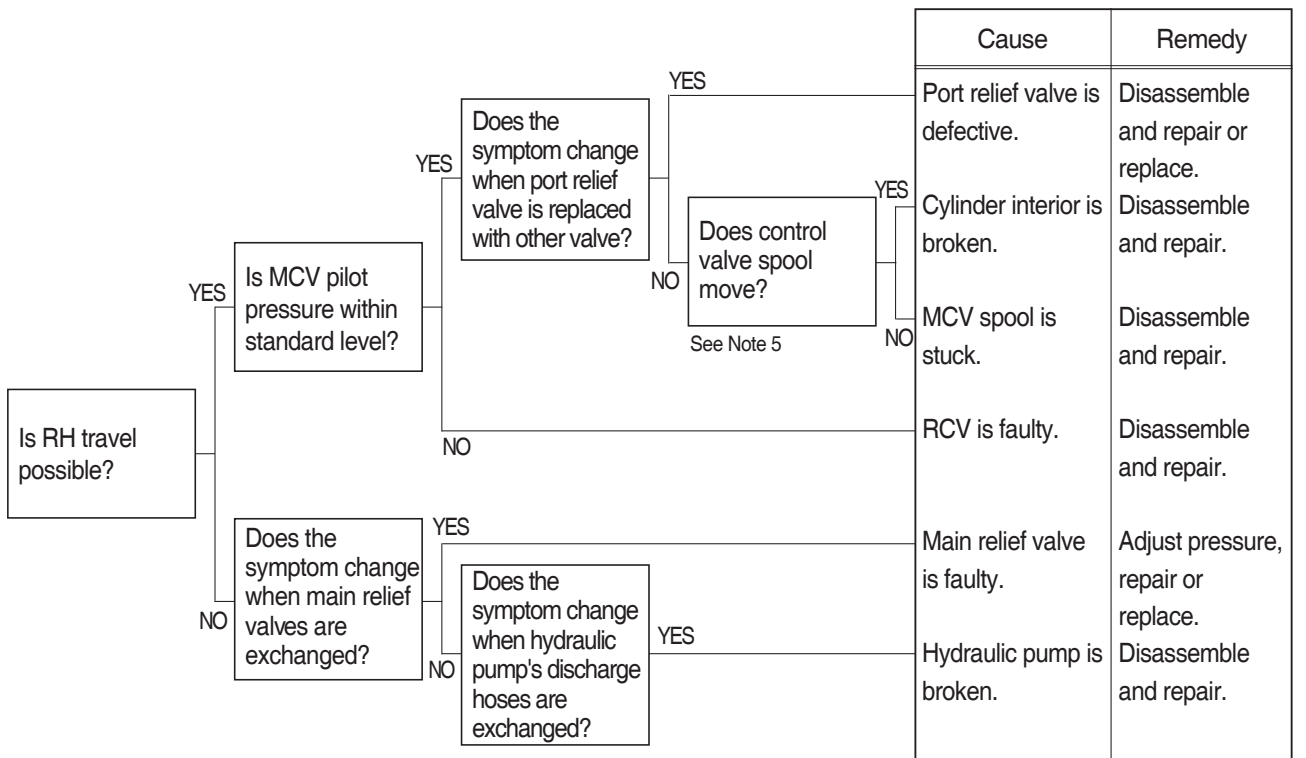 Cause
Remedy
YES
Port relief valve is
defective.
Disassemble
and repair or
replace.
Does the
symptom change
when port relief
valve is replaced
with other valve?
YES
YES
Cylinder interior is
broken.
Disassemble
and repair.
Does control
valve spool
move?
NO
See Note 5
NO
MCV spool is
stuck.
Disassemble
and repair.
Is MCV pilot
pressure within
standard level?
YES
NO
RCV is faulty.
Disassemble
and repair.
Is RH travel
possible?
Does the
symptom change
when main relief
valves are
exchanged?
NO
YES
Main relief valve
is faulty.
Adjust pressure,
repair or
replace.
Does the
symptom change
when hydraulic
pump's discharge
hoses are
exchanged?
NO
YES
Hydraulic pump is
broken.
Disassemble
and repair.